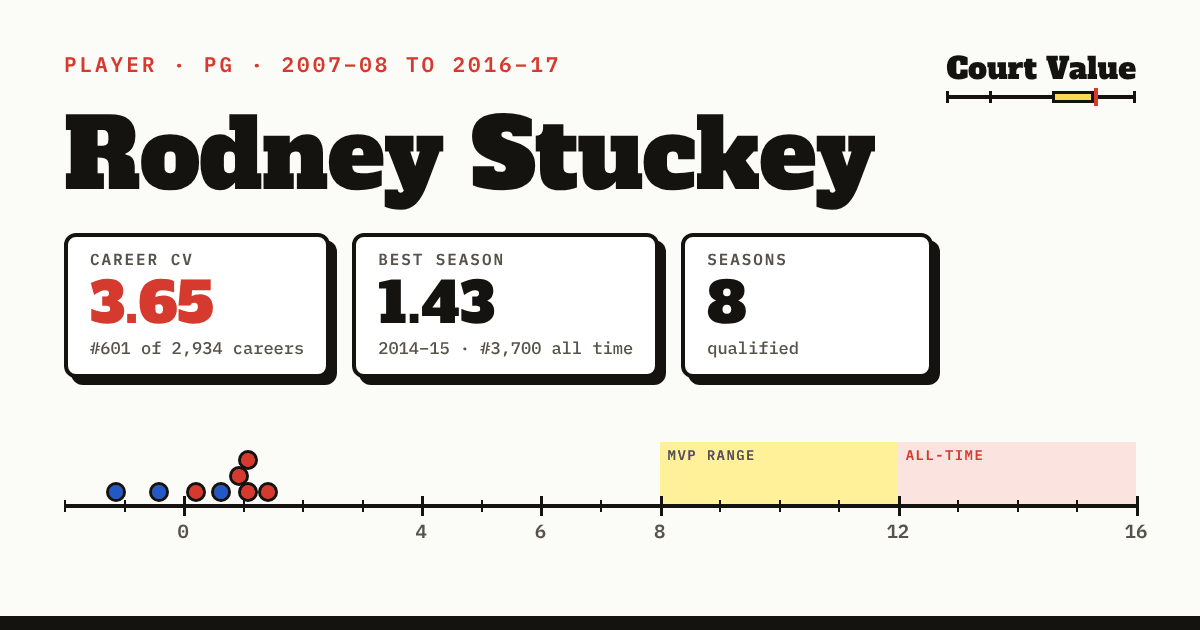 PLAYER · PG · 2007–08 TO 2016–17
Court Value
Rodney Stuckey
CAREER CV
3.65
#601 of 2,934 careers
BEST SEASON
1.43
2014–15 · #3,700 all time
SEASONS
8
qualified
MVP RANGE
ALL-TIME
0 4 6 8 12 16